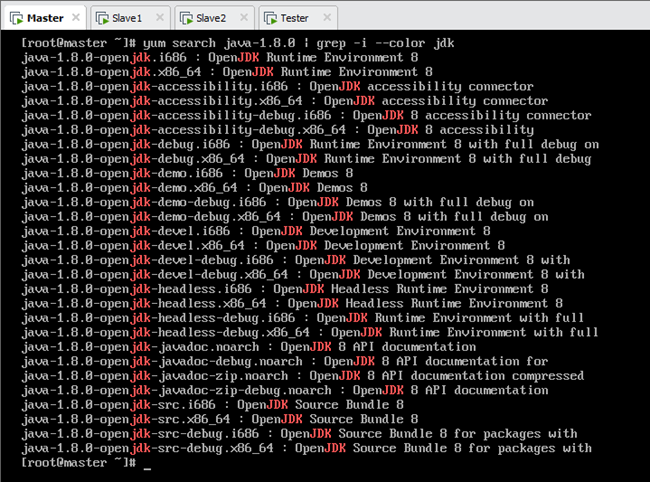 Master Slave1 Slave2 Tester
[root@master ~]# yum search java-1.8.0 | grep -i --color jdk
java-1.8.0-openjdk.i686 : OpenJDK Runtime Environment 8
java-1.8.0-openjdk.x86_64 : OpenJDK Runtime Environment 8
java-1.8.0-openjdk-accessibility.i686 : OpenJDK accessibility connector
java-1.8.0-openjdk-accessibility.x86_64 : OpenJDK accessibility connector
java-1.8.0-openjdk-accessibility-debug.i686 : OpenJDK 8 accessibility connector
java-1.8.0-openjdk-accessibility-debug.x86_64 : OpenJDK 8 accessibility
java-1.8.0-openjdk-debug.i686 : OpenJDK Runtime Environment 8 with full debug on
java-1.8.0-openjdk-debug.x86_64 : OpenJDK Runtime Environment 8 with full debug
java-1.8.0-openjdk-demo.i686 : OpenJDK Demos 8
java-1.8.0-openjdk-demo.x86_64 : OpenJDK Demos 8
java-1.8.0-openjdk-demo-debug.i686 : OpenJDK Demos 8 with full debug on
java-1.8.0-openjdk-demo-debug.x86_64 : OpenJDK Demos 8 with full debug on
java-1.8.0-openjdk-devel.i686 : OpenJDK Development Environment 8
java-1.8.0-openjdk-devel.x86_64 : OpenJDK Development Environment 8
java-1.8.0-openjdk-devel-debug.i686 : OpenJDK Development Environment 8 with
java-1.8.0-openjdk-devel-debug.x86_64 : OpenJDK Development Environment 8 with
java-1.8.0-openjdk-headless.i686 : OpenJDK Headless Runtime Environment 8
java-1.8.0-openjdk-headless.x86_64 : OpenJDK Headless Runtime Environment 8
java-1.8.0-openjdk-headless-debug.i686 : OpenJDK Runtime Environment with full
java-1.8.0-openjdk-headless-debug.x86_64 : OpenJDK Runtime Environment with full
java-1.8.0-openjdk-javadoc.noarch : OpenJDK 8 API documentation
java-1.8.0-openjdk-javadoc-debug.noarch : OpenJDK 8 API documentation for
java-1.8.0-openjdk-javadoc-zip.noarch : OpenJDK 8 API documentation compressed
java-1.8.0-openjdk-javadoc-zip-debug.noarch : OpenJDK 8 API documentation
java-1.8.0-openjdk-src.i686 : OpenJDK Source Bundle 8
java-1.8.0-openjdk-src.x86_64 : OpenJDK Source Bundle 8
java-1.8.0-openjdk-src-debug.i686 : OpenJDK Source Bundle 8 for packages with
java-1.8.0-openjdk-src-debug.x86_64 : OpenJDK Source Bundle 8 for packages with
[root@master ~]# _